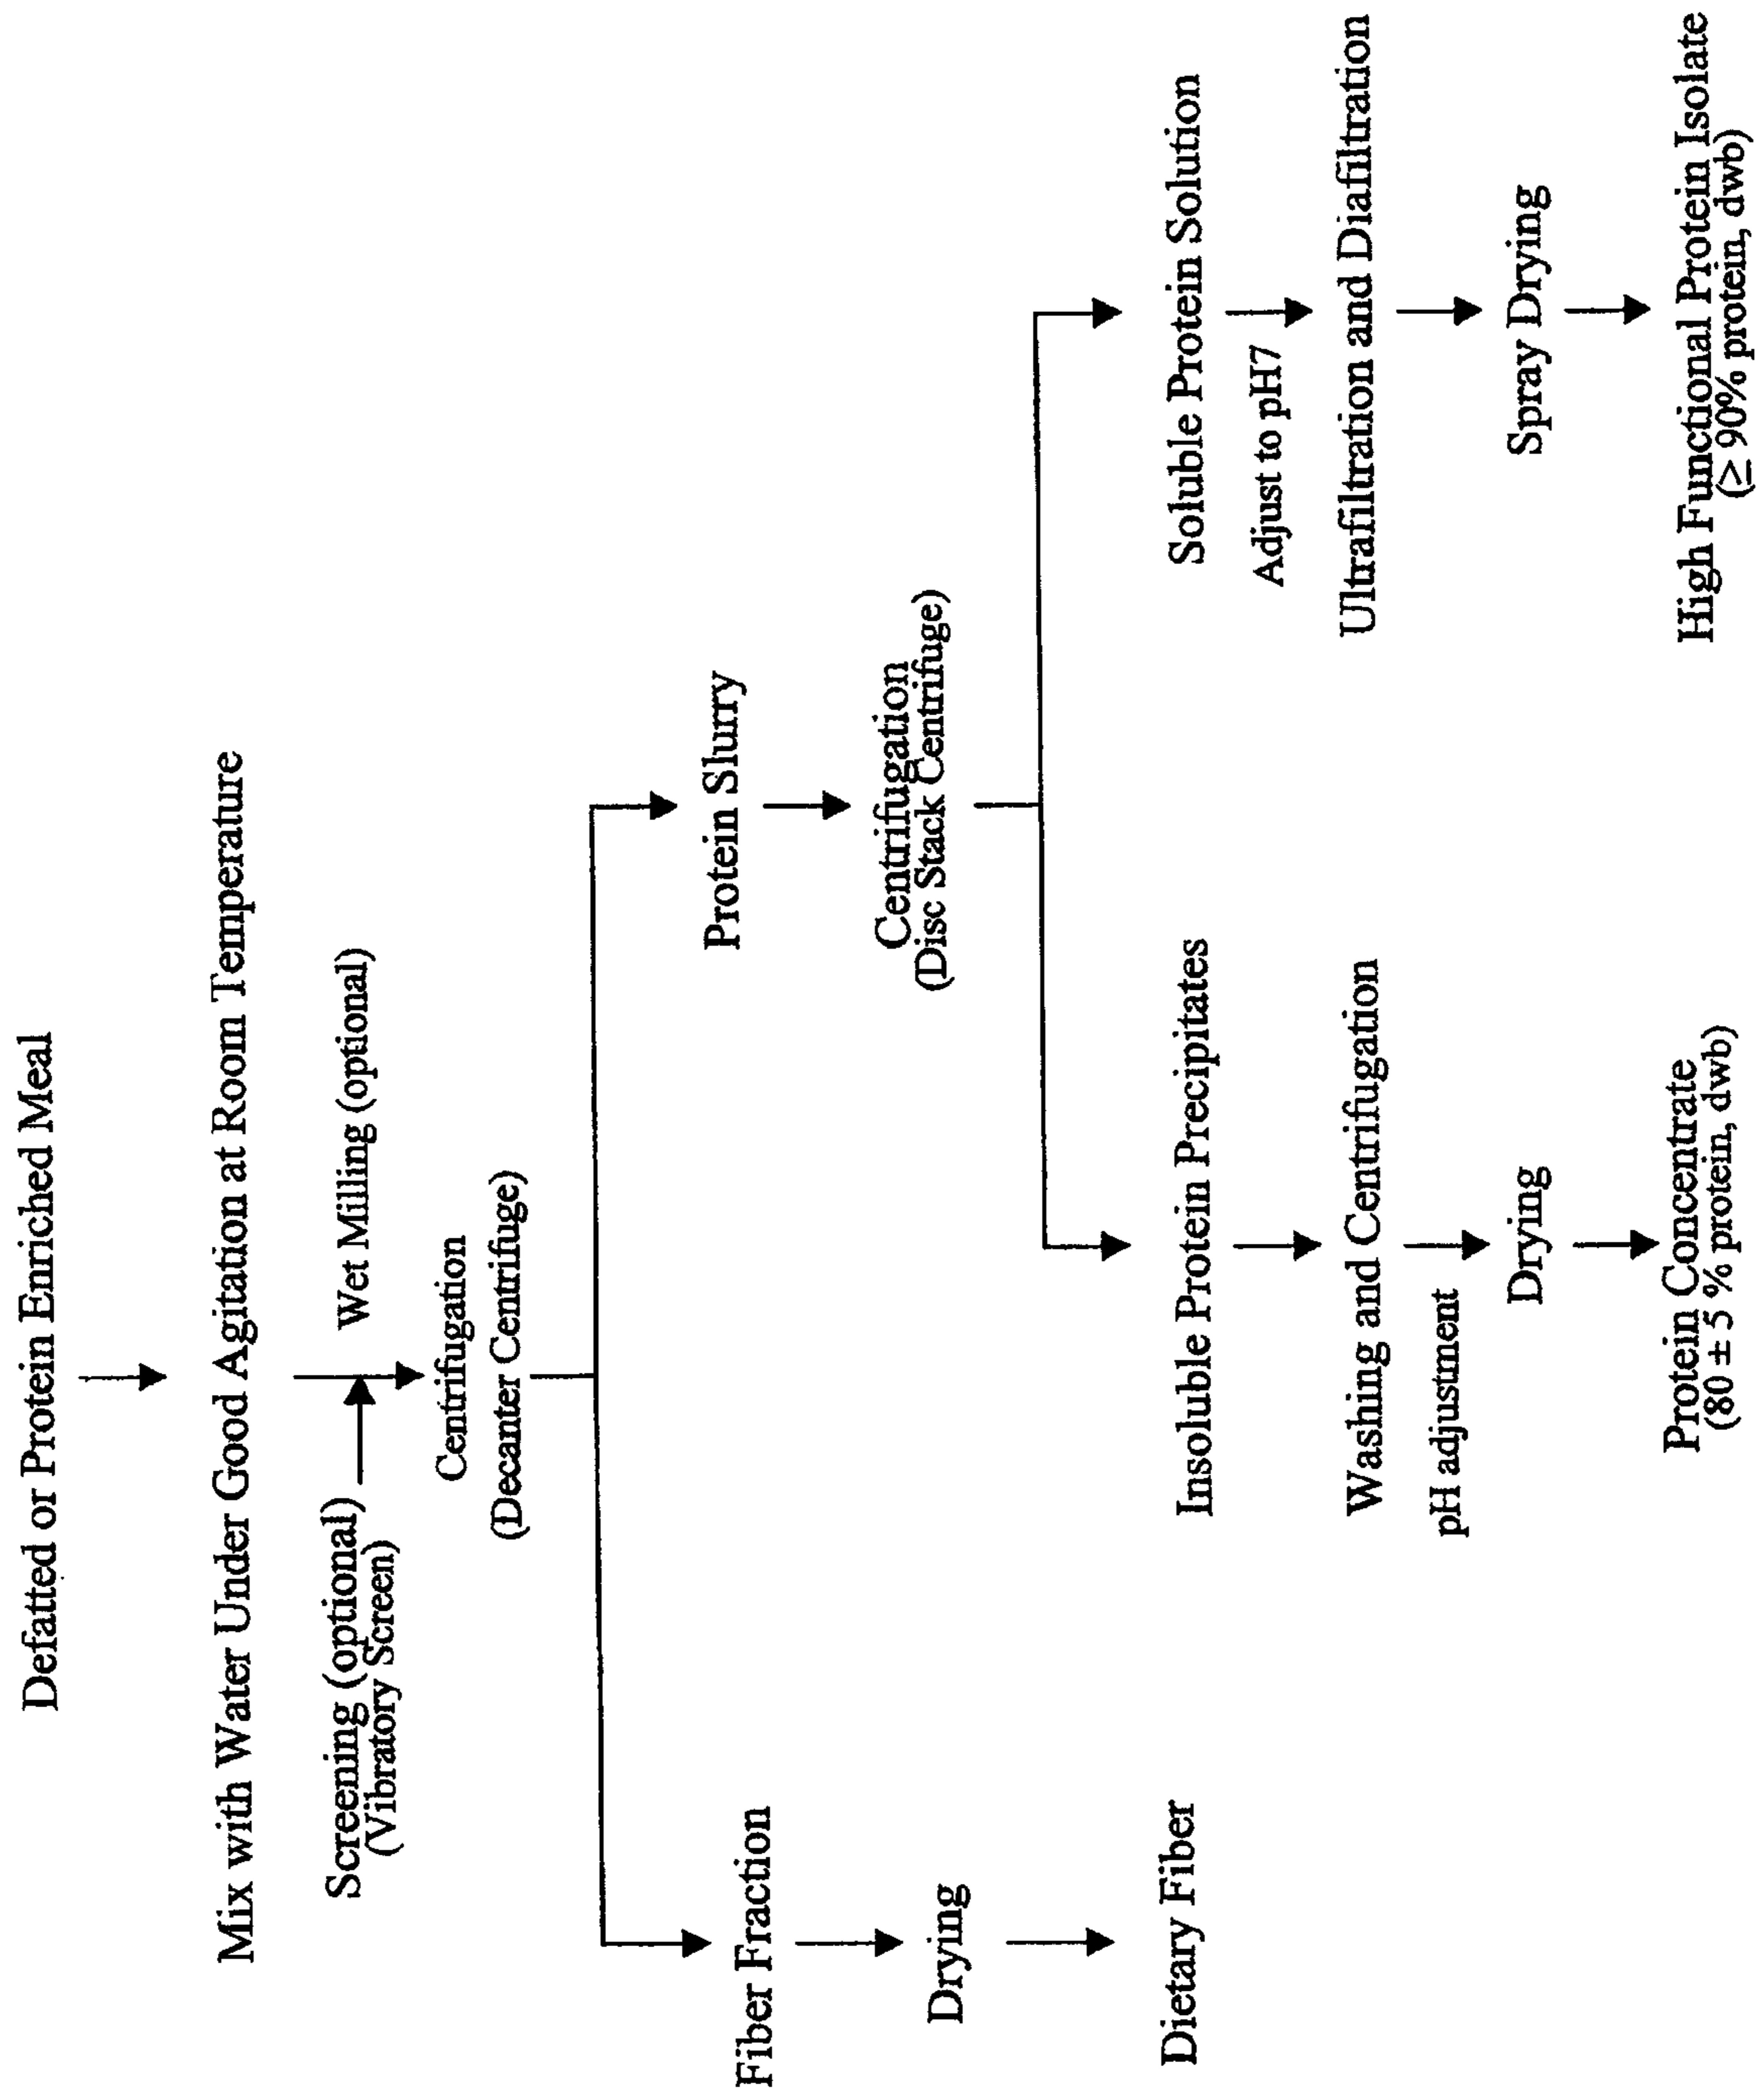 Defatted or Protein Enriched Meal
Mix with Water Under Good Agitation at Room Temperature
Screening (optional)
(Vibratory Screen)
Wet Milling (optional)
Centrifugation
(Decanter Centrifuge)
Fiber Fraction
Drying
Dietary Fiber
Protein Slurry
Centrifugation
(Disc Stack Centrifuge)
Insoluble Protein Precipitates
Washing and Centrifugation
pH adjustment
Drying
Protein Concentrate
(80 ± 5 % protein, dwb)
Soluble Protein Solution
Adjust to pH7
Ultrafiltration and Diafiltration
Spray Drying
High Functional Protein Isolate
(≥ 90% protein, dwb)